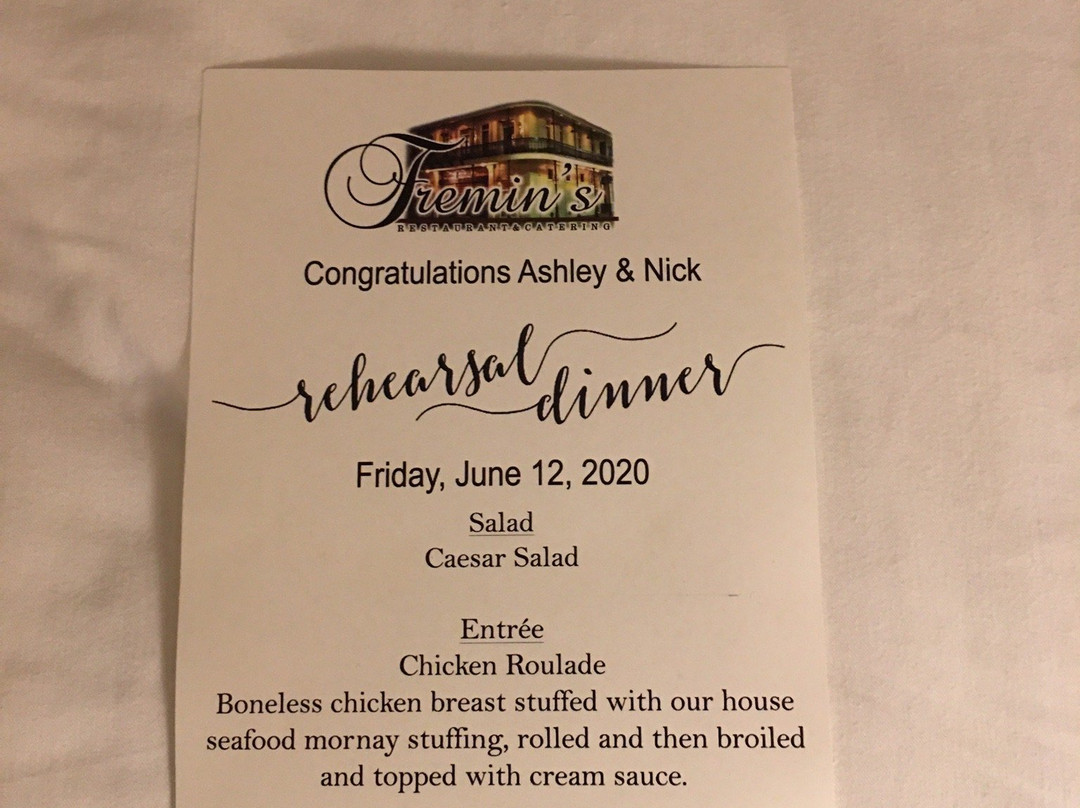 Fremin's
RESTAURANT & CATERING
Congratulations Ashley & Nick
rehearsal dinner
Friday, June 12, 2020
Salad
Caesar Salad
Entrée
Chicken Roulade
Boneless chicken breast stuffed with our house
seafood mornay stuffing, rolled and then broiled
and topped with cream sauce.